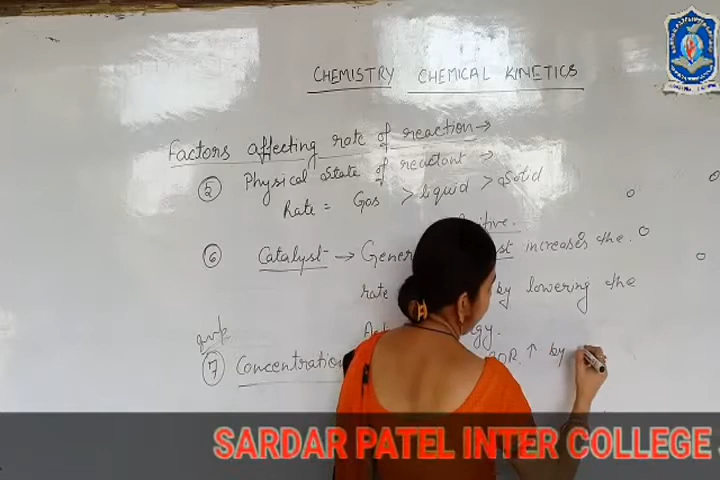 CHEMISTRY CHEMICAL KINETICS
Factors affecting rate of reaction →
5 Physical state of reactant →
Rate = Gas > liquid > Solid
6 Catalyst → increases the
rate by lowering the
7 Concentration ROR ↑ by
SARDAR PATEL INTER COLLEGE